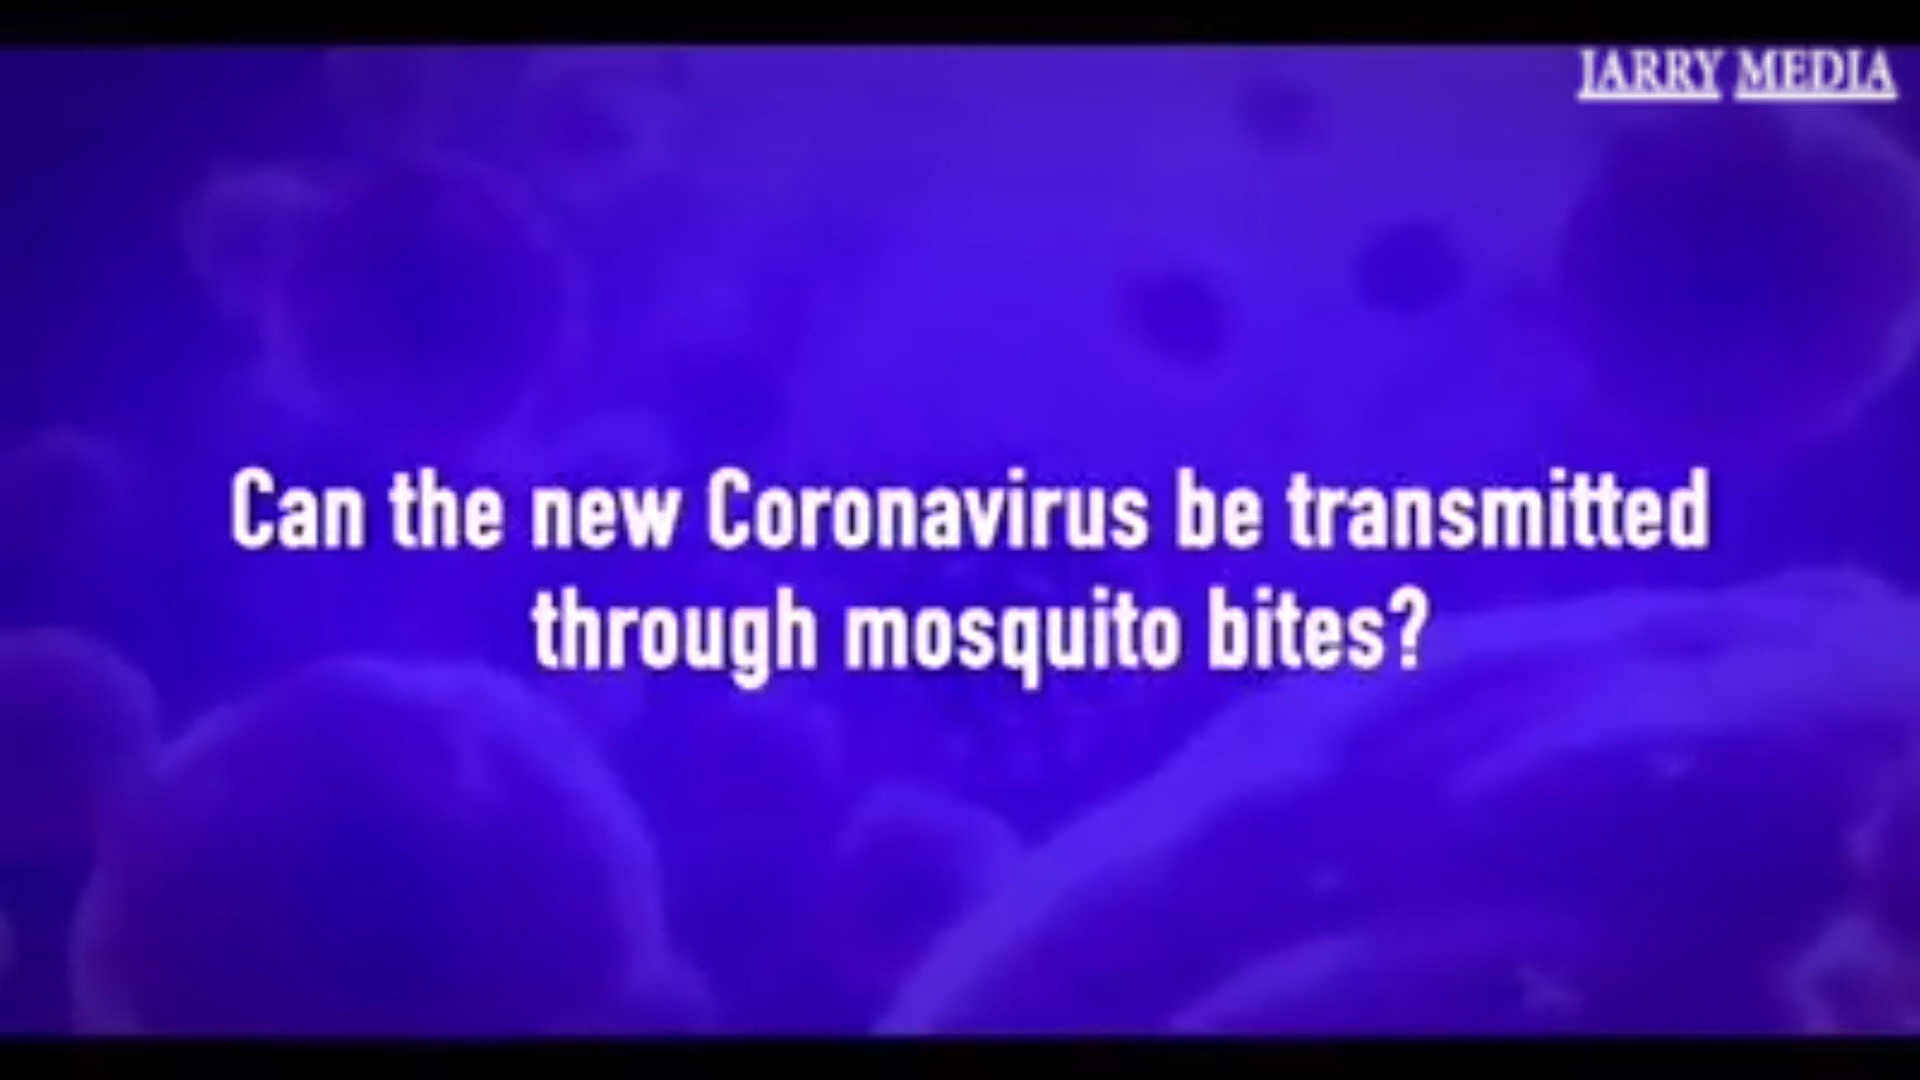 JARRY MEDIA
Can the new Coronavirus be transmitted
through mosquito bites?